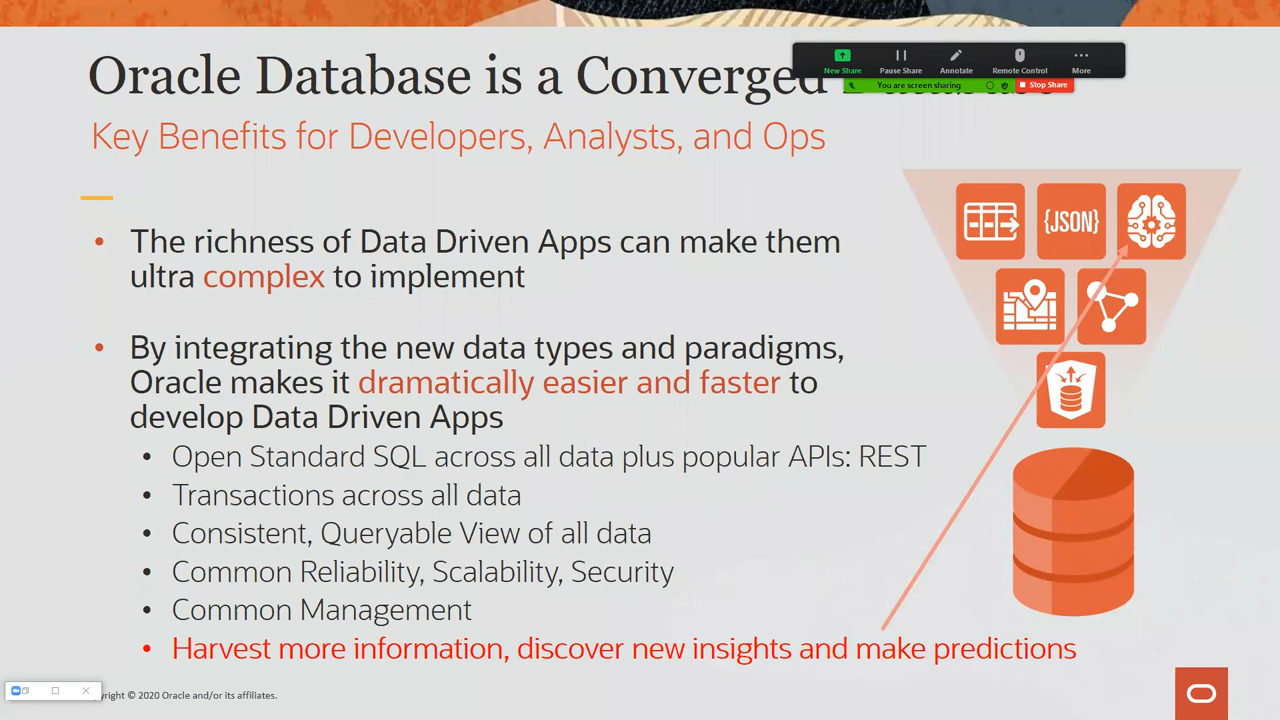 Oracle Database is a Converged
New Share
Pause Share
Annotate
Remote Control
More
You are screen sharing
Stop Share
Key Benefits for Developers, Analysts, and Ops
{JSON}
• The richness of Data Driven Apps can make them
ultra complex to implement
• By integrating the new data types and paradigms,
Oracle makes it dramatically easier and faster to
develop Data Driven Apps
• Open Standard SQL across all data plus popular APIs: REST
• Transactions across all data
• Consistent, Queryable View of all data
• Common Reliability, Scalability, Security
• Common Management
• Harvest more information, discover new insights and make predictions
© 2020 Oracle and/or its affiliates.